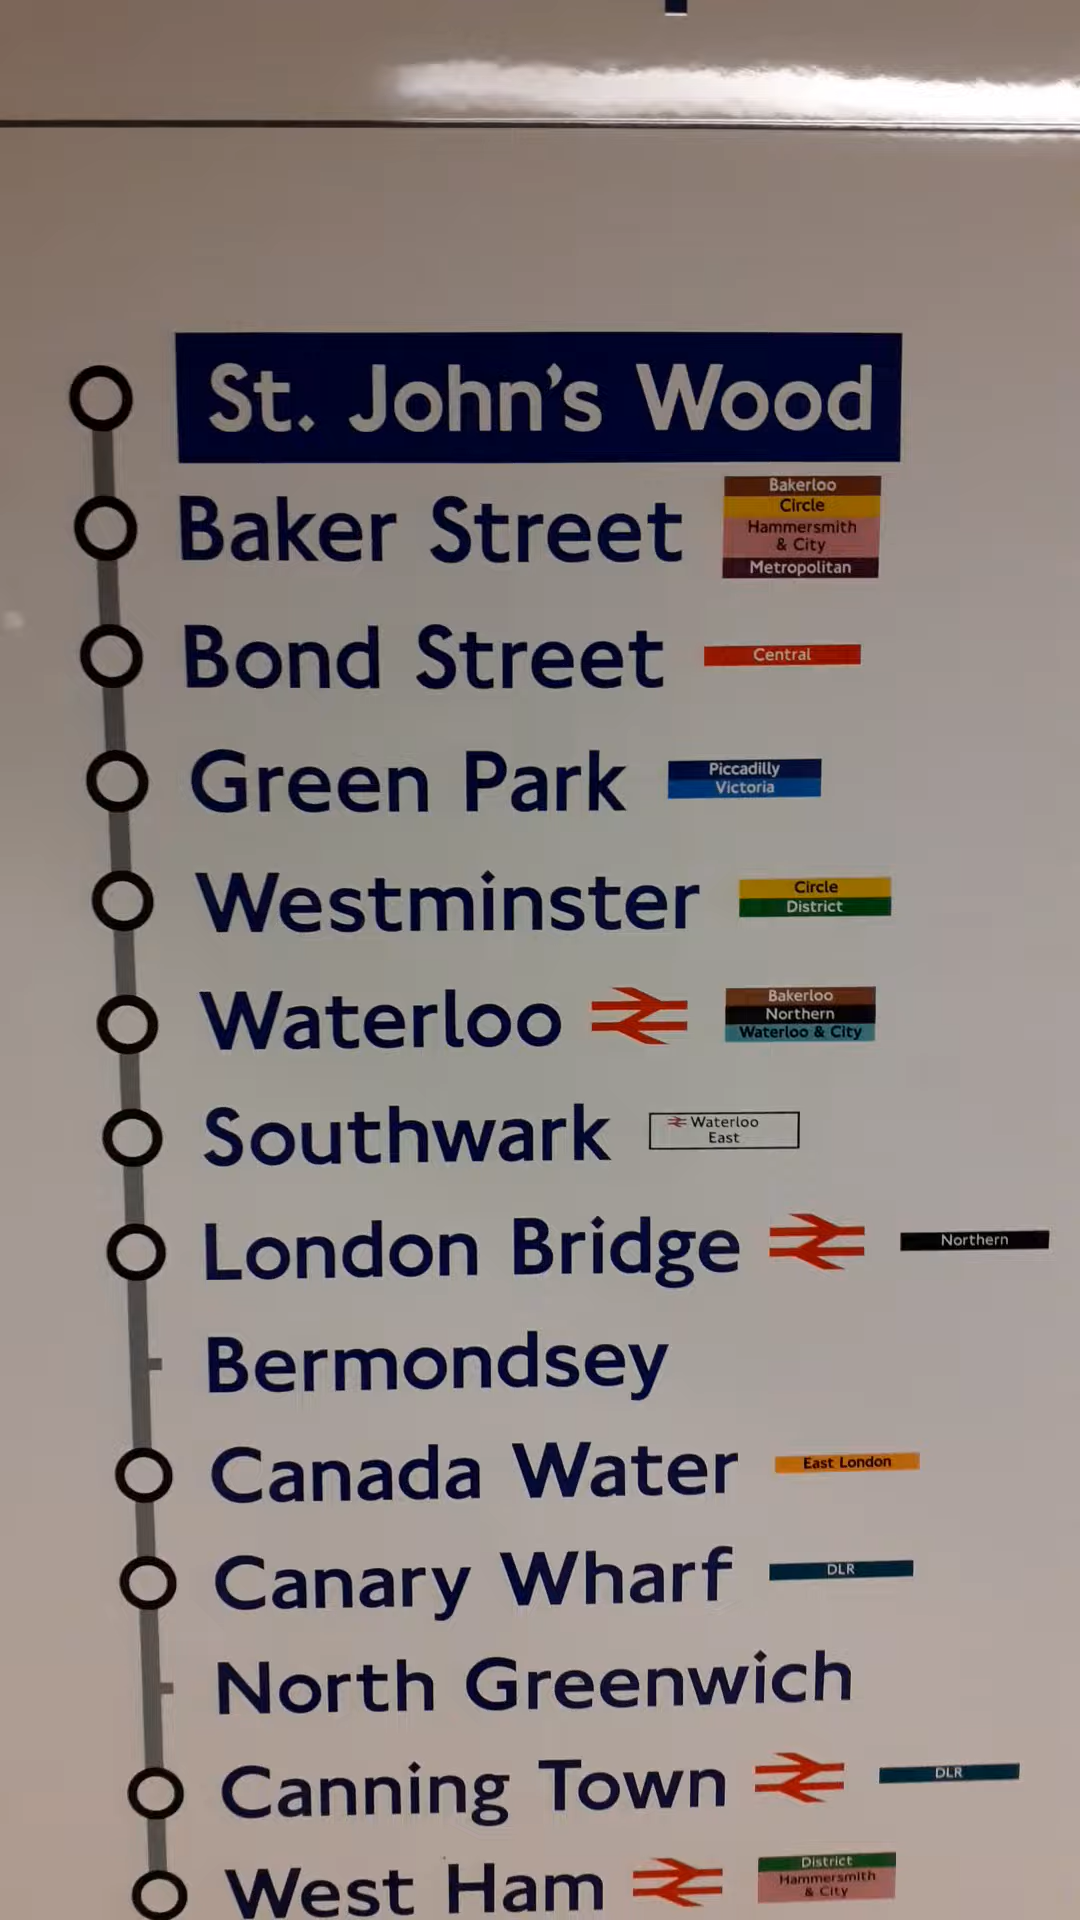 St. John's Wood
Baker Street
Bakerloo
Circle
Hammersmith
& City
Metropolitan
Bond Street
Central
Green Park
Piccadilly
Victoria
Westminster
Circle
District
Waterloo
Bakerloo
Northern
Waterloo & City
Southwark
Waterloo
East
London Bridge
Northern
Bermondsey
Canada Water
East London
Canary Wharf
DLR
North Greenwich
Canning Town
DLR
West Ham
District
Hammersmith
& City